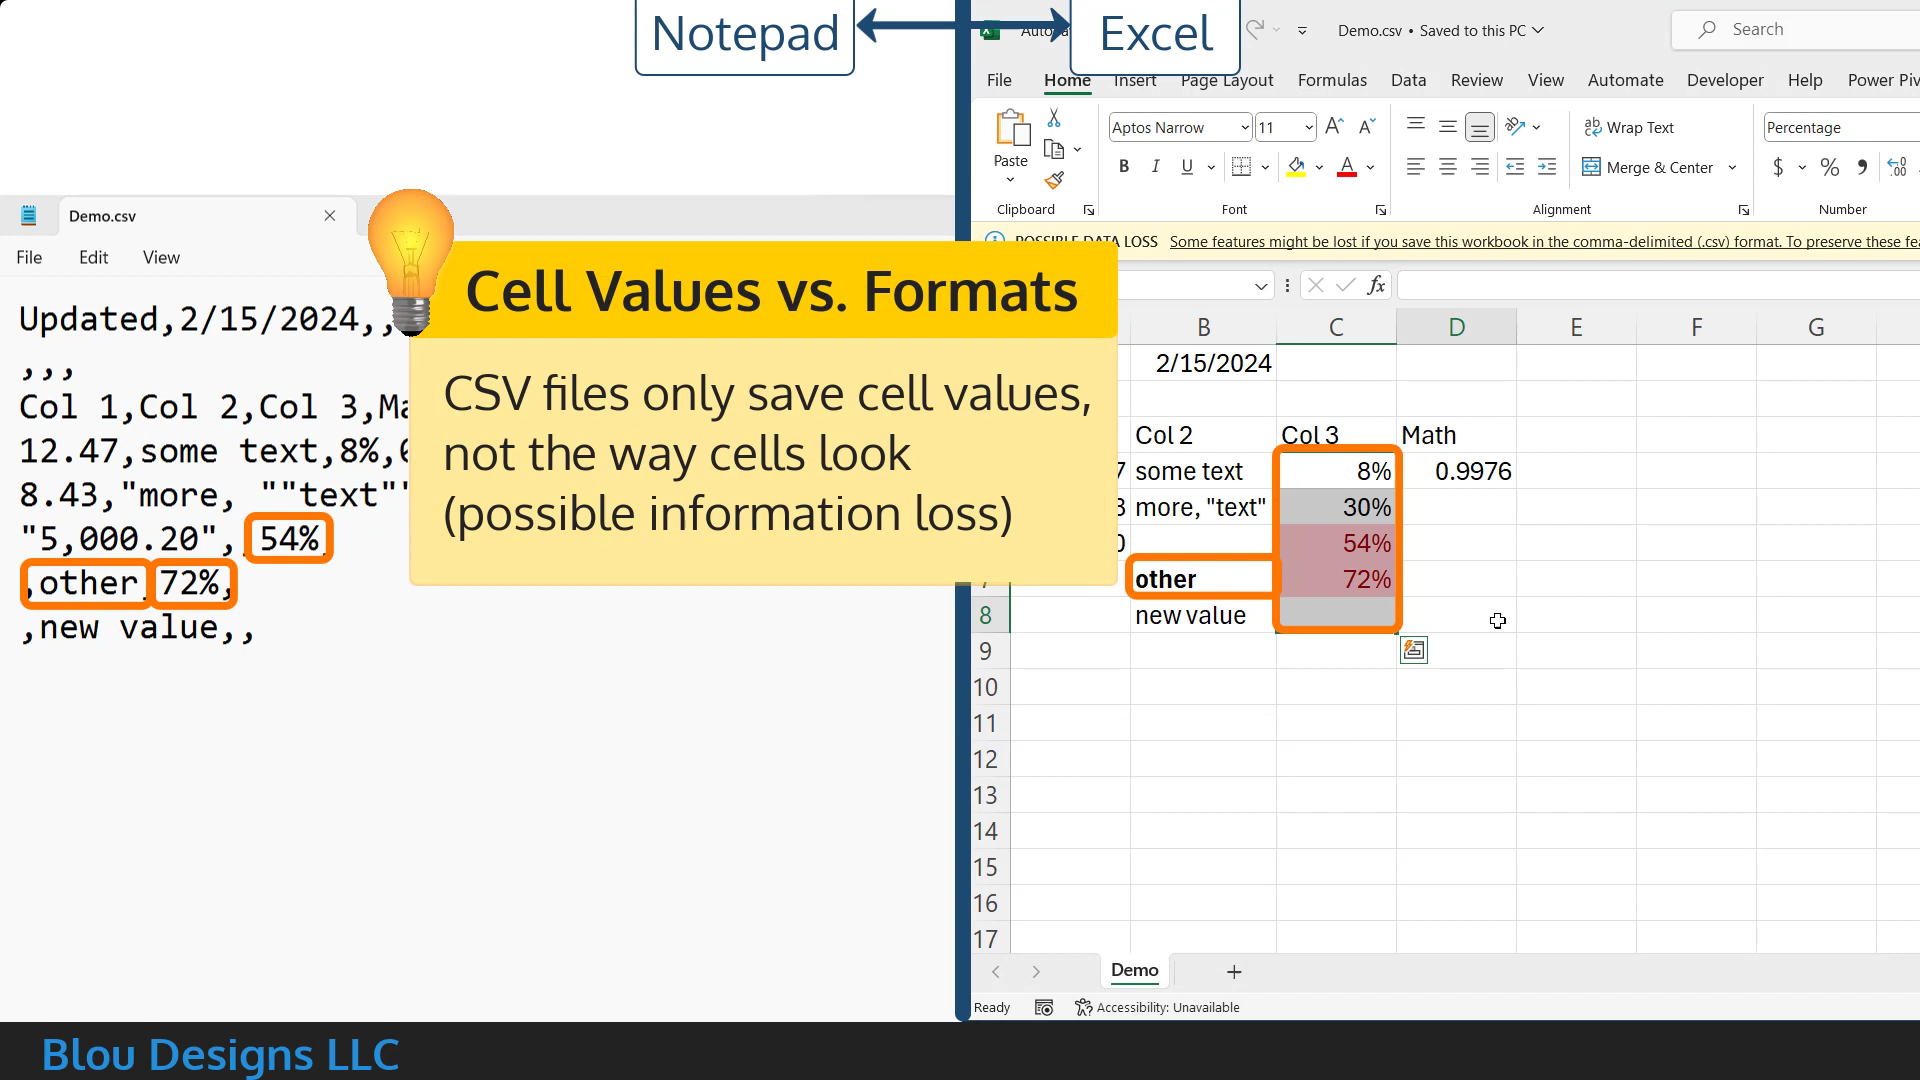 Notepad
Excel
Demo.csv • Saved to this PC
Search
File Home Insert Page Layout Formulas Data Review View Automate Developer Help
Aptos Narrow 11
Wrap Text
Percentage
Paste
B I U
A
Merge & Center
$ % 9
Clipboard
Font
Alignment
Number
POSSIBLE DATA LOSS Some features might be lost if you save this workbook in the comma-delimited (.csv) format. To preserve these
fx
Demo.csv
File Edit View
Updated,2/15/2024,,
,,,
Col 1,Col 2,Col 3,
12.47,some text,8%,
8.43,"more, ""text""
"5,000.20",,54%,
,other,72%,
,new value,,
Cell Values vs. Formats
CSV files only save cell values,
not the way cells look
(possible information loss)
B C D E F G
2/15/2024
Col 2 Col 3 Math
some text 8% 0.9976
more, "text" 30%
54%
other 72%
8 new value
9
10
11
12
13
14
15
16
17
Demo
Ready
Accessibility: Unavailable
Blou Designs LLC